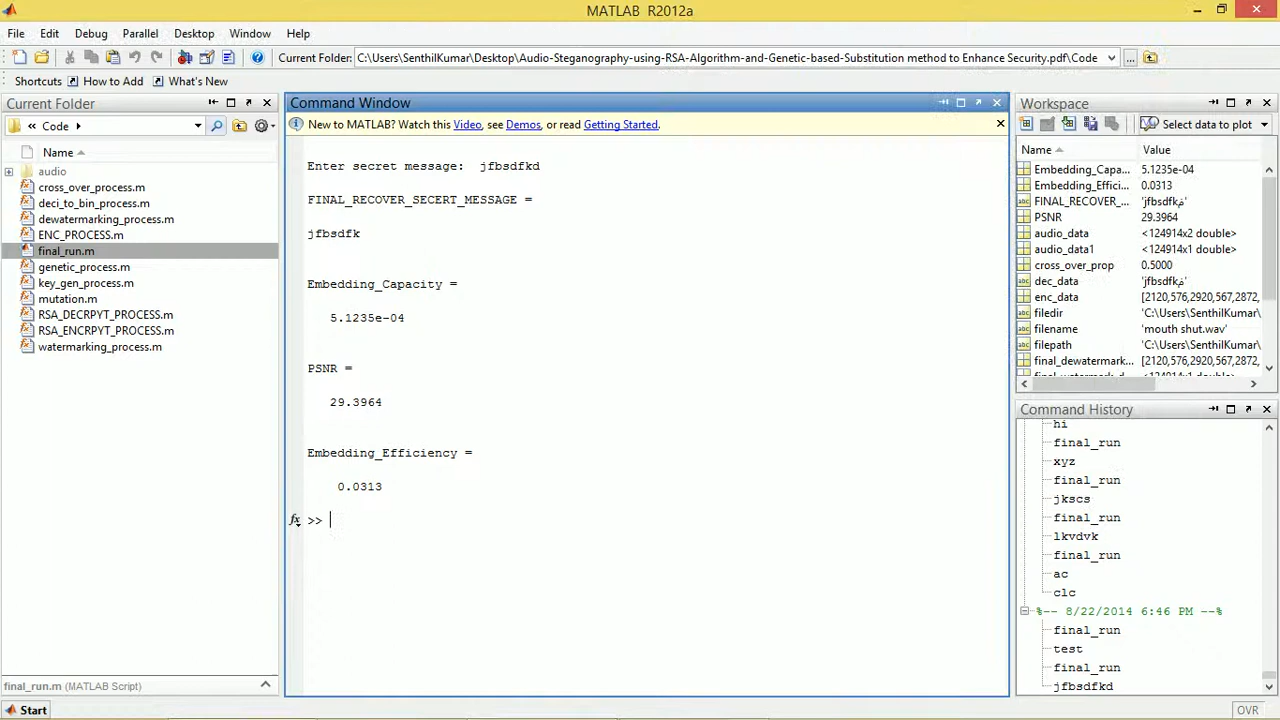 MATLAB R2012a
File Edit Debug Parallel Desktop Window Help
Current Folder: C:\Users\SenthilKumar\Desktop\Audio-Steganography-using-RSA-Algorithm-and-Genetic-based-Substitution method to Enhance Security.pdf\Code
Shortcuts How to Add What's New
Current Folder
« Code
Name
audio
cross_over_process.m
deci_to_bin_process.m
dewatermarking_process.m
ENC_PROCESS.m
final_run.m
genetic_process.m
key_gen_process.m
mutation.m
RSA_DECRPYT_PROCESS.m
RSA_ENCRPYT_PROCESS.m
watermarking_process.m
final_run.m (MATLAB Script)
Start
Command Window
New to MATLAB? Watch this Video, see Demos, or read Getting Started.
Enter secret message: jfbsdfkd
FINAL_RECOVER_SECERT_MESSAGE =
jfbsdfk
Embedding_Capacity =
5.1235e-04
PSNR =
29.3964
Embedding_Efficiency =
0.0313
fx >>
Workspace
Select data to plot
Name Value
Embedding_Capa... 5.1235e-04
Embedding_Effici... 0.0313
FINAL_RECOVER_...
PSNR 29.3964
audio_data <124914x2 double>
audio_data1 <124914x1 double>
cross_over_prop 0.5000
dec_data
enc_data [2120,576,2920,567,2872,
filedir 'C:\Users\SenthilKumar\
filename 'mouth shut.wav'
filepath 'C:\Users\SenthilKumar\
final_dewatermark... [2120,576,2920,567,2872,
Command History
hi
final_run
xyz
final_run
jkscs
final_run
lkvdvk
final_run
ac
clc
%-- 8/22/2014 6:46 PM --%
final_run
test
final_run
jfbsdfkd
OVR